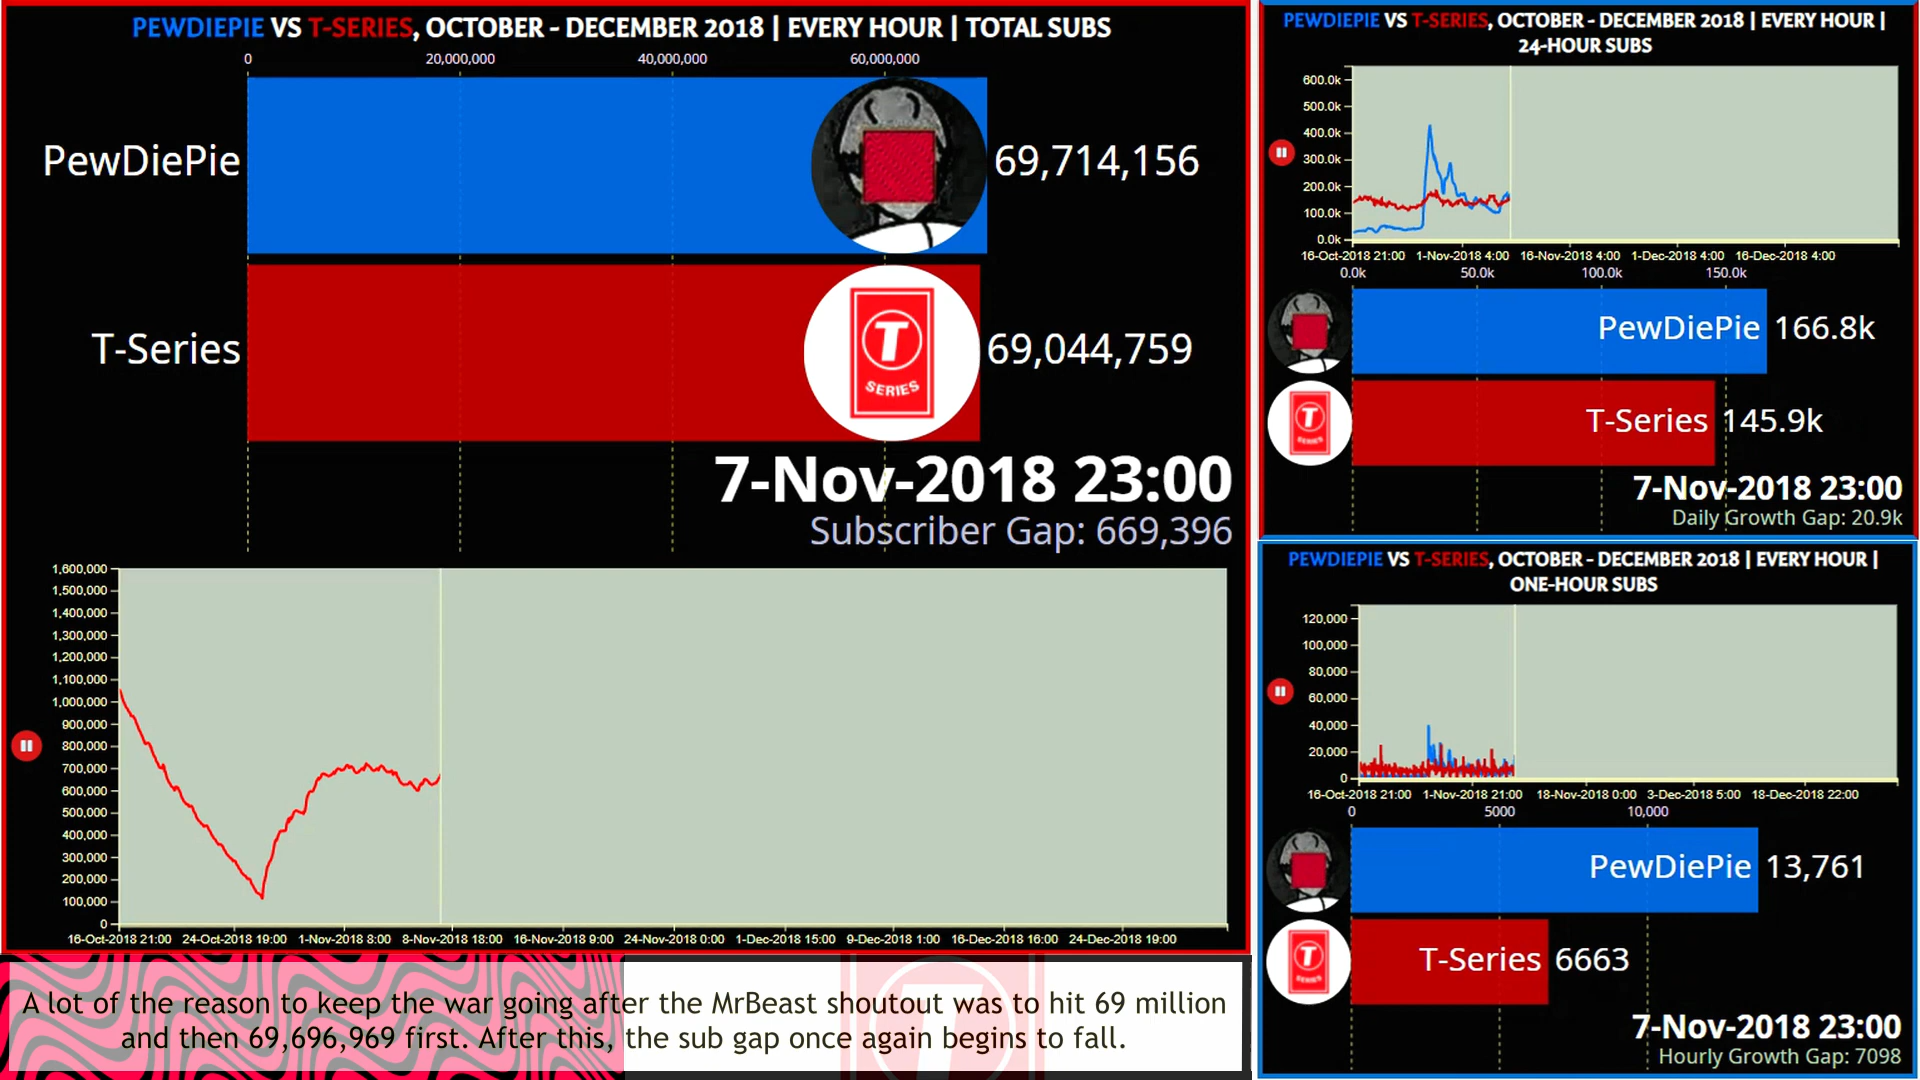 PEWDIEPIE VS T-SERIES, OCTOBER - DECEMBER 2018 | EVERY HOUR | TOTAL SUBS
0 20,000,000 40,000,000 60,000,000
PewDiePie 69,714,156
T-Series 69,044,759
T
SERIES
7-Nov-2018 23:00
Subscriber Gap: 669,396
1,600,000
1,500,000
1,400,000
1,300,000
1,200,000
1,100,000
1,000,000
900,000
800,000
700,000
600,000
500,000
400,000
300,000
200,000
100,000
0
16-Oct-2018 21:00 24-Oct-2018 19:00 1-Nov-2018 8:00 8-Nov-2018 18:00 16-Nov-2018 9:00 24-Nov-2018 0:00 1-Dec-2018 15:00 9-Dec-2018 1:00 16-Dec-2018 16:00 24-Dec-2018 19:00
A lot of the reason to keep the war going after the MrBeast shoutout was to hit 69 million
and then 69,696,969 first. After this, the sub gap once again begins to fall.
PEWDIEPIE VS T-SERIES, OCTOBER - DECEMBER 2018 | EVERY HOUR |
24-HOUR SUBS
600.0k
500.0k
400.0k
300.0k
200.0k
100.0k
0.0k
16-Oct-2018 21:00 1-Nov-2018 4:00 16-Nov-2018 4:00 1-Dec-2018 4:00 16-Dec-2018 4:00
0.0k 50.0k 100.0k 150.0k
PewDiePie 166.8k
T-Series 145.9k
T
SERIES
7-Nov-2018 23:00
Daily Growth Gap: 20.9k
PEWDIEPIE VS T-SERIES, OCTOBER - DECEMBER 2018 | EVERY HOUR |
ONE-HOUR SUBS
120,000
100,000
80,000
60,000
40,000
20,000
0
16-Oct-2018 21:00 1-Nov-2018 21:00 18-Nov-2018 0:00 3-Dec-2018 5:00 18-Dec-2018 22:00
0 5000 10,000
PewDiePie 13,761
T-Series 6663
T
SERIES
7-Nov-2018 23:00
Hourly Growth Gap: 7098